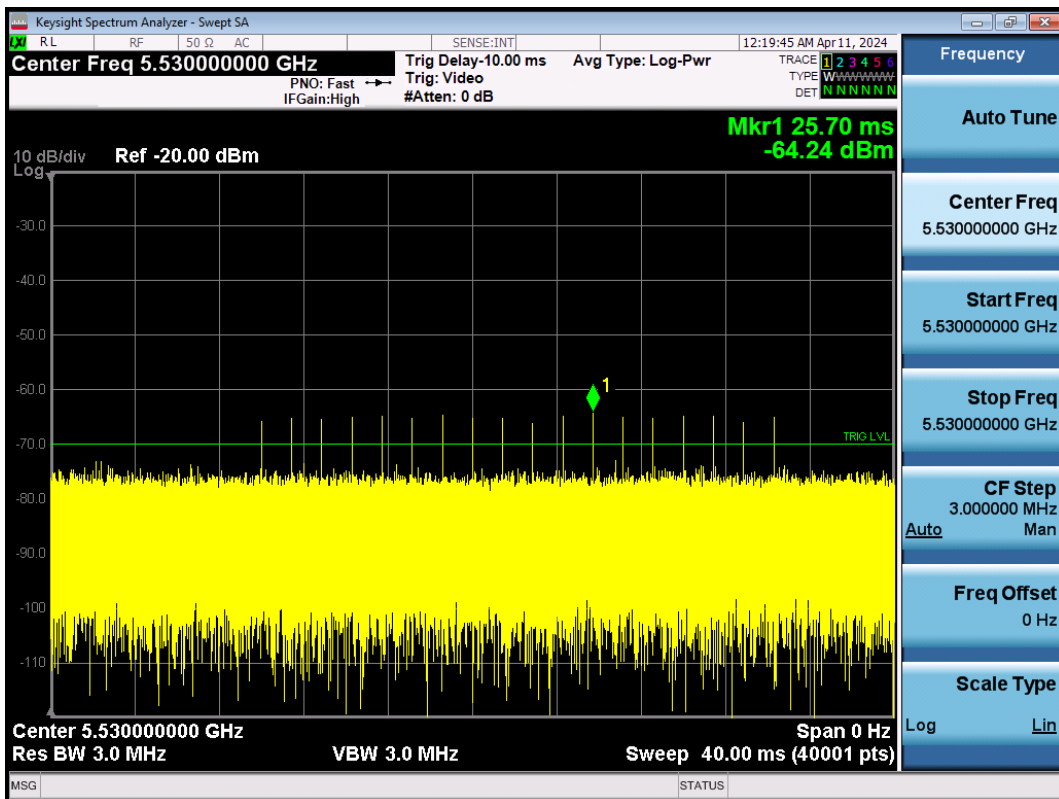 Keysight Spectrum Analyzer - Swept SA
LXI RL RF 50 Ω AC SENSE:INT 12:19:45 AM Apr 11, 2024
Center Freq 5.530000000 GHz
PNO: Fast
IFGain:High
Trig Delay-10.00 ms
Trig: Video
#Atten: 0 dB
Avg Type: Log-Pwr
TRACE 1 2 3 4 5 6
TYPE WWWWWW
DET N N N N N N
Mkr1 25.70 ms
-64.24 dBm
10 dB/div Ref -20.00 dBm
Log
-30.0
-40.0
-50.0
-60.0
1
-70.0
TRIG LVL
-80.0
-90.0
-100
-110
Center 5.530000000 GHz Span 0 Hz
Res BW 3.0 MHz VBW 3.0 MHz Sweep 40.00 ms (40001 pts)
MSG STATUS
Frequency
Auto Tune
Center Freq
5.530000000 GHz
Start Freq
5.530000000 GHz
Stop Freq
5.530000000 GHz
CF Step
3.000000 MHz
Auto Man
Freq Offset
0 Hz
Scale Type
Log Lin